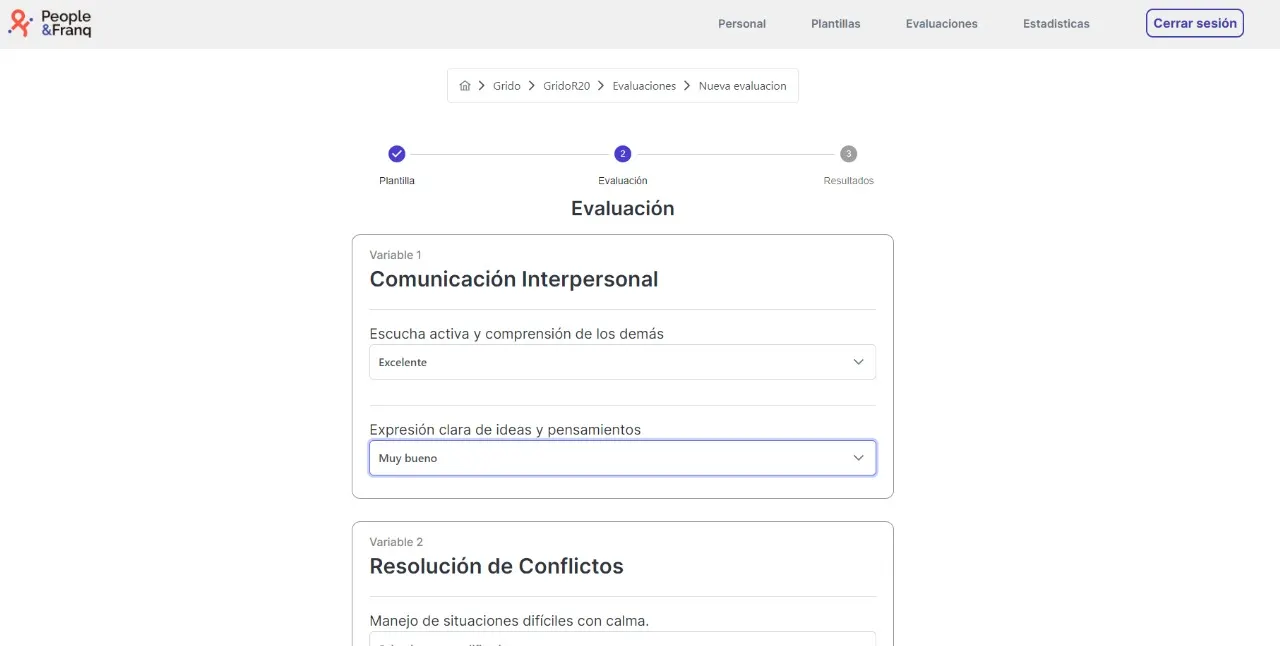 People
&Franq
Personal
Plantillas
Evaluaciones
Estadisticas
Cerrar sesión
Grido
GridoR20
Evaluaciones
Nueva evaluacion
2
3
Plantilla
Evaluación
Resultados
Evaluación
Variable 1
Comunicación Interpersonal
Escucha activa y comprensión de los demás
Excelente
Expresión clara de ideas y pensamientos
Muy bueno
Variable 2
Resolución de Conflictos
Manejo de situaciones difíciles con calma.